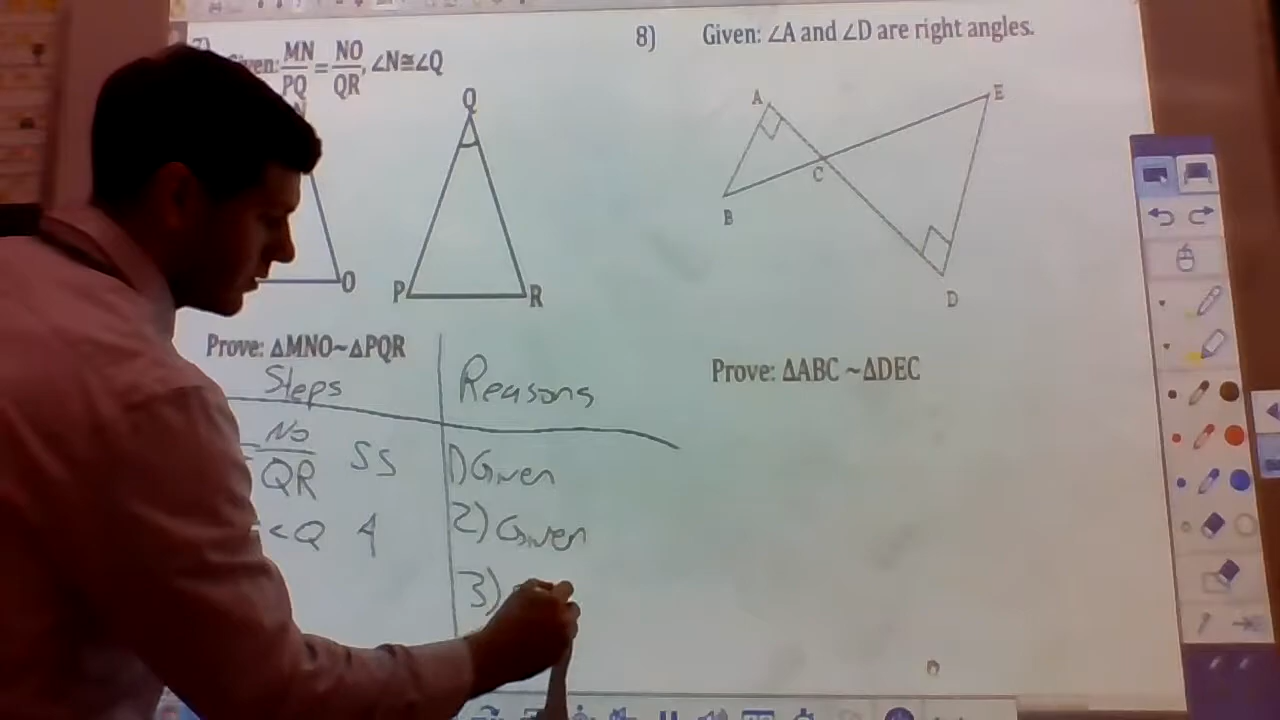 7)
Given: MN/PQ = NO/QR, ∠N≅∠Q
N
Q
O
P
R
Prove: ΔMNO~ΔPQR
Steps
Reasons
= NO/QR SS
1) Given
<Q A
2) Given
3)
8) Given: ∠A and ∠D are right angles.
A
E
C
B
D
Prove: ΔABC ~ΔDEC